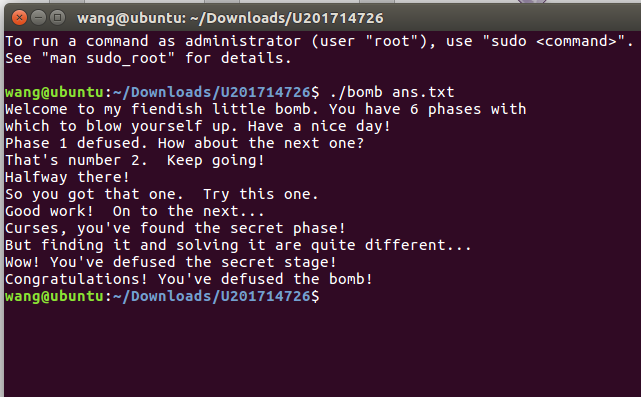 wang@ubuntu: ~/Downloads/U201714726
To run a command as administrator (user "root"), use "sudo <command>".
See "man sudo_root" for details.
wang@ubuntu:~/Downloads/U201714726$ ./bomb ans.txt
Welcome to my fiendish little bomb. You have 6 phases with
which to blow yourself up. Have a nice day!
Phase 1 defused. How about the next one?
That's number 2.  Keep going!
Halfway there!
So you got that one.  Try this one.
Good work!  On to the next...
Curses, you've found the secret phase!
But finding it and solving it are quite different...
Wow! You've defused the secret stage!
Congratulations! You've defused the bomb!
wang@ubuntu:~/Downloads/U201714726$